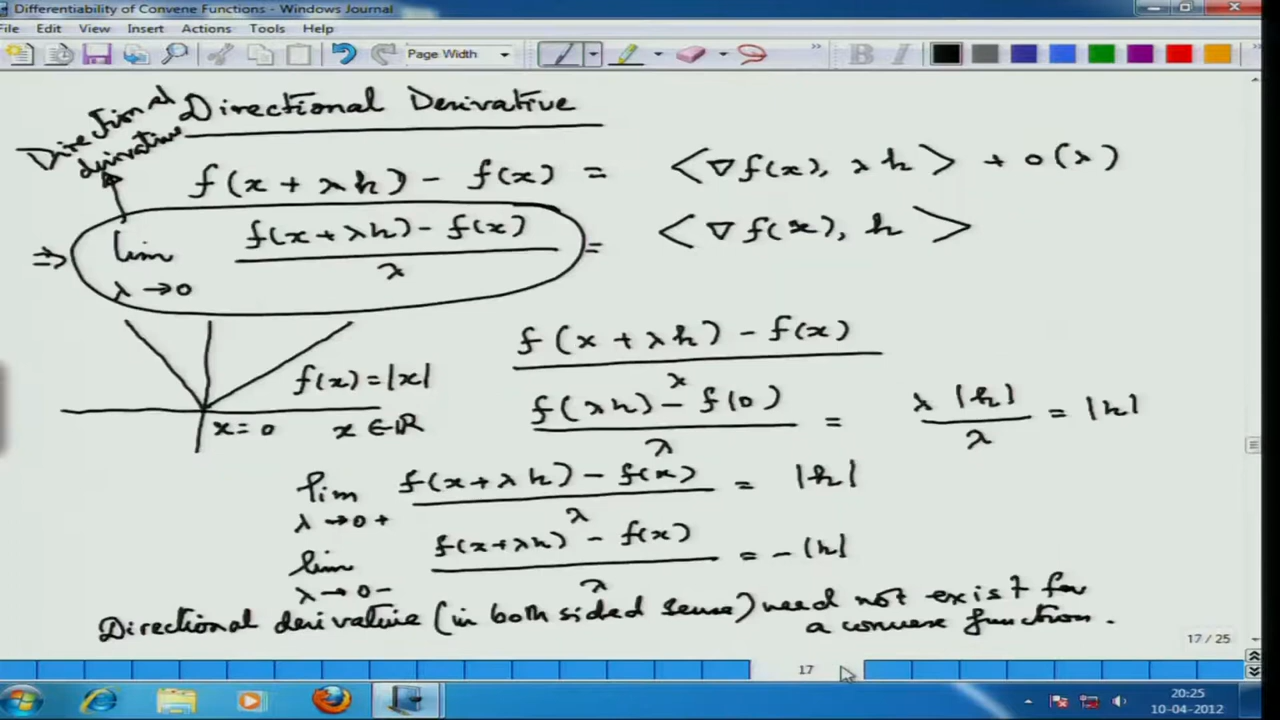 Differentiability of Convene Functions - Windows Journal
File Edit View Insert Actions Tools Help
Page Width
B I
Directional Derivative
Directional
derivative
f(x + λh) - f(x) = <∇f(x), λh> + o(λ)
⇒ lim λ→0 f(x+λh) - f(x) / λ = <∇f(x), h>
f(x) = |x|
x = 0 x ∈ ℝ
f(x + λh) - f(x) / λ
f(λh) - f(0) / λ = λ|h| / λ = |h|
lim λ→0+ f(x+λh) - f(x) / λ = |h|
lim λ→0- f(x+λh) - f(x) / λ = -|h|
Directional derivative (in both sided sense) need not exist for
a convex function.
17 / 25
17
20:25
10-04-2012